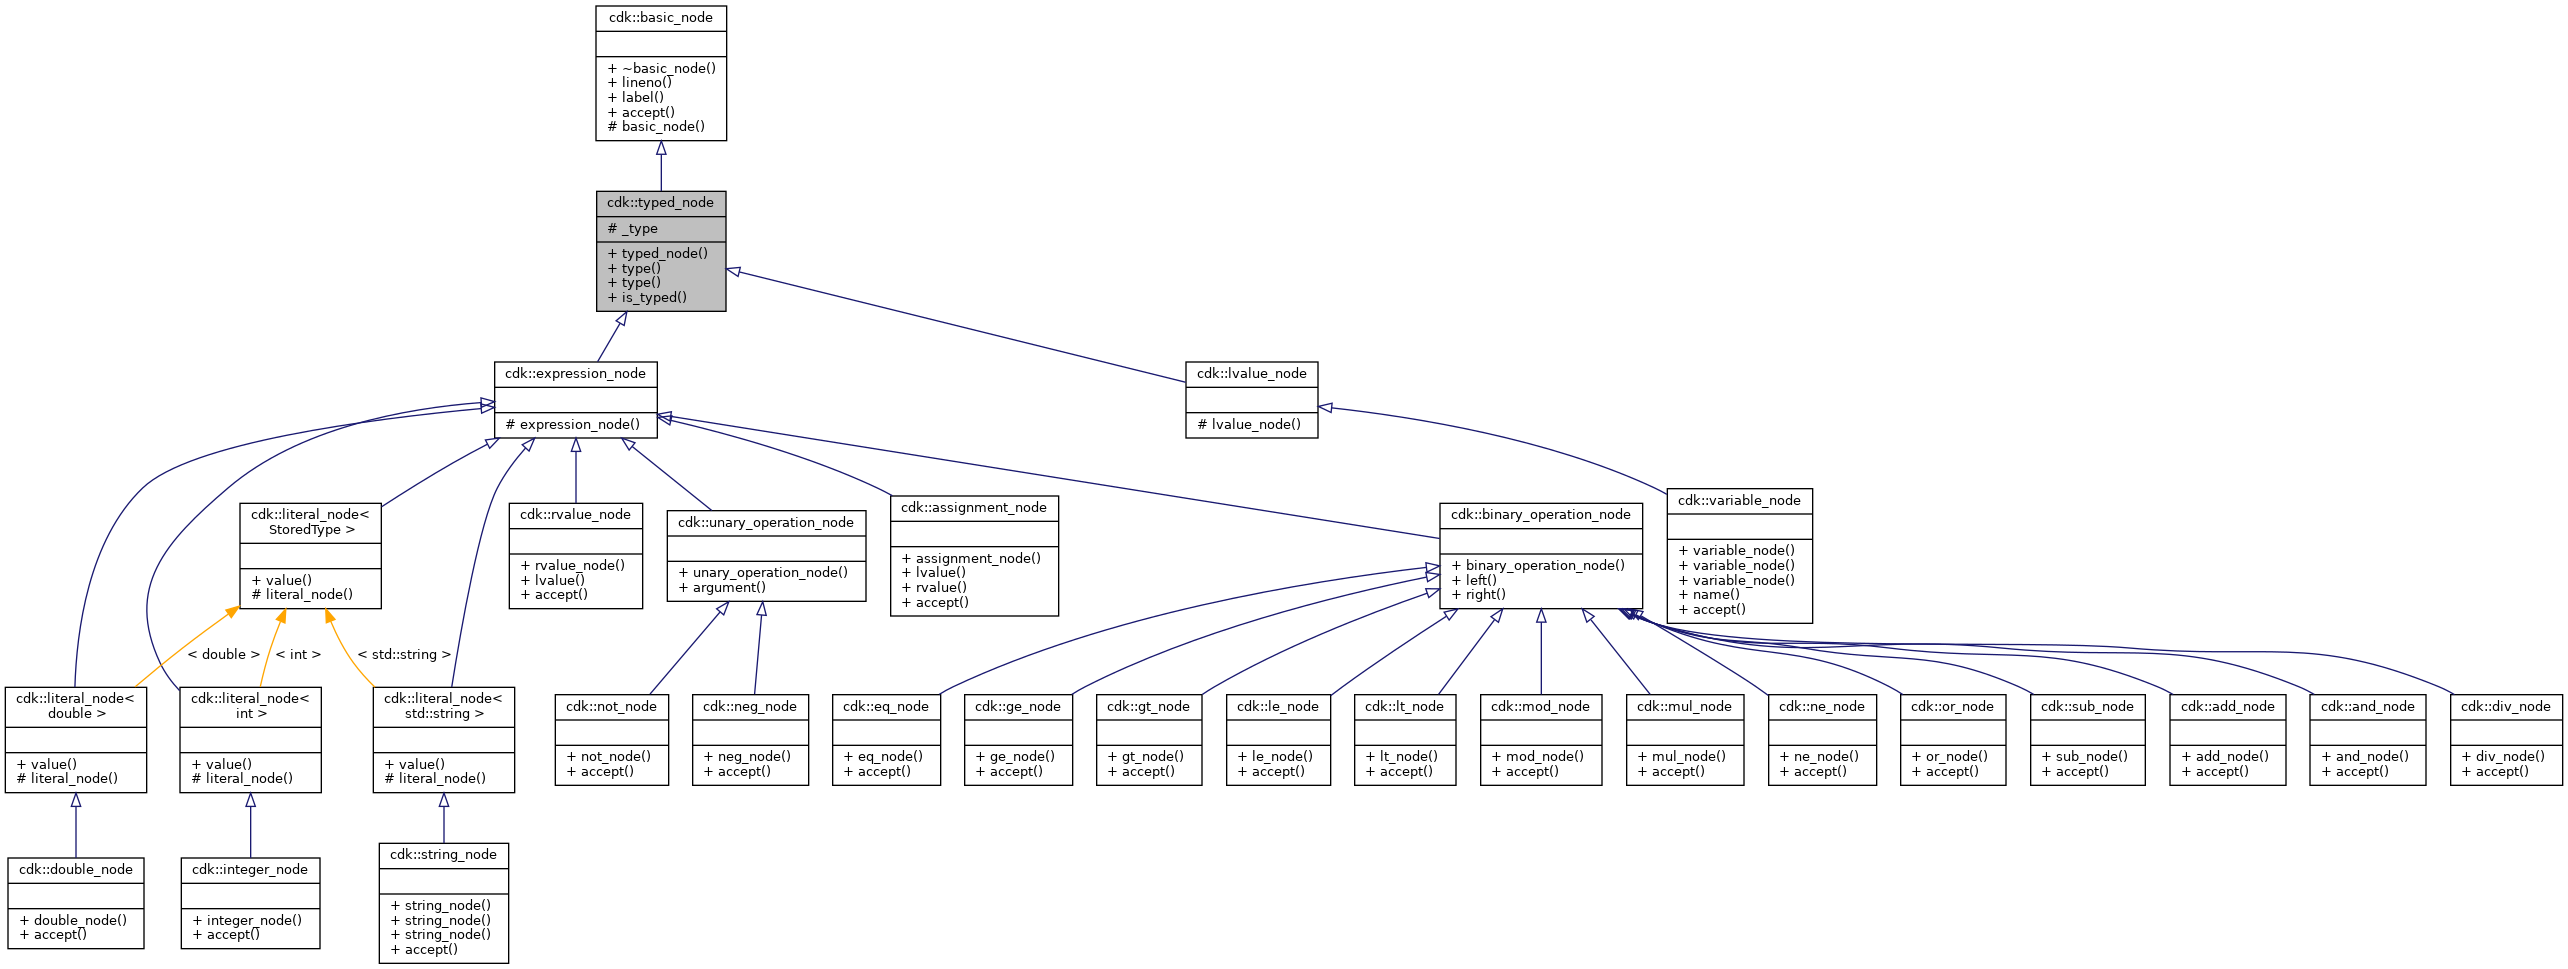 cdk::basic_node
+ ~basic_node()
+ lineno()
+ label()
+ accept()
# basic_node()
cdk::typed_node
# _type
+ typed_node()
+ type()
+ type()
+ is_typed()
cdk::expression_node
# expression_node()
cdk::lvalue_node
# lvalue_node()
cdk::literal_node<
StoredType >
+ value()
# literal_node()
cdk::rvalue_node
+ rvalue_node()
+ lvalue()
+ accept()
cdk::unary_operation_node
+ unary_operation_node()
+ argument()
cdk::assignment_node
+ assignment_node()
+ lvalue()
+ rvalue()
+ accept()
cdk::binary_operation_node
+ binary_operation_node()
+ left()
+ right()
cdk::variable_node
+ variable_node()
+ variable_node()
+ variable_node()
+ name()
+ accept()
< double >
< int >
< std::string >
cdk::literal_node<
double >
+ value()
# literal_node()
cdk::literal_node<
int >
+ value()
# literal_node()
cdk::literal_node<
std::string >
+ value()
# literal_node()
cdk::not_node
+ not_node()
+ accept()
cdk::neg_node
+ neg_node()
+ accept()
cdk::eq_node
+ eq_node()
+ accept()
cdk::ge_node
+ ge_node()
+ accept()
cdk::gt_node
+ gt_node()
+ accept()
cdk::le_node
+ le_node()
+ accept()
cdk::lt_node
+ lt_node()
+ accept()
cdk::mod_node
+ mod_node()
+ accept()
cdk::mul_node
+ mul_node()
+ accept()
cdk::ne_node
+ ne_node()
+ accept()
cdk::or_node
+ or_node()
+ accept()
cdk::sub_node
+ sub_node()
+ accept()
cdk::add_node
+ add_node()
+ accept()
cdk::and_node
+ and_node()
+ accept()
cdk::div_node
+ div_node()
+ accept()
cdk::double_node
+ double_node()
+ accept()
cdk::integer_node
+ integer_node()
+ accept()
cdk::string_node
+ string_node()
+ string_node()
+ string_node()
+ accept()